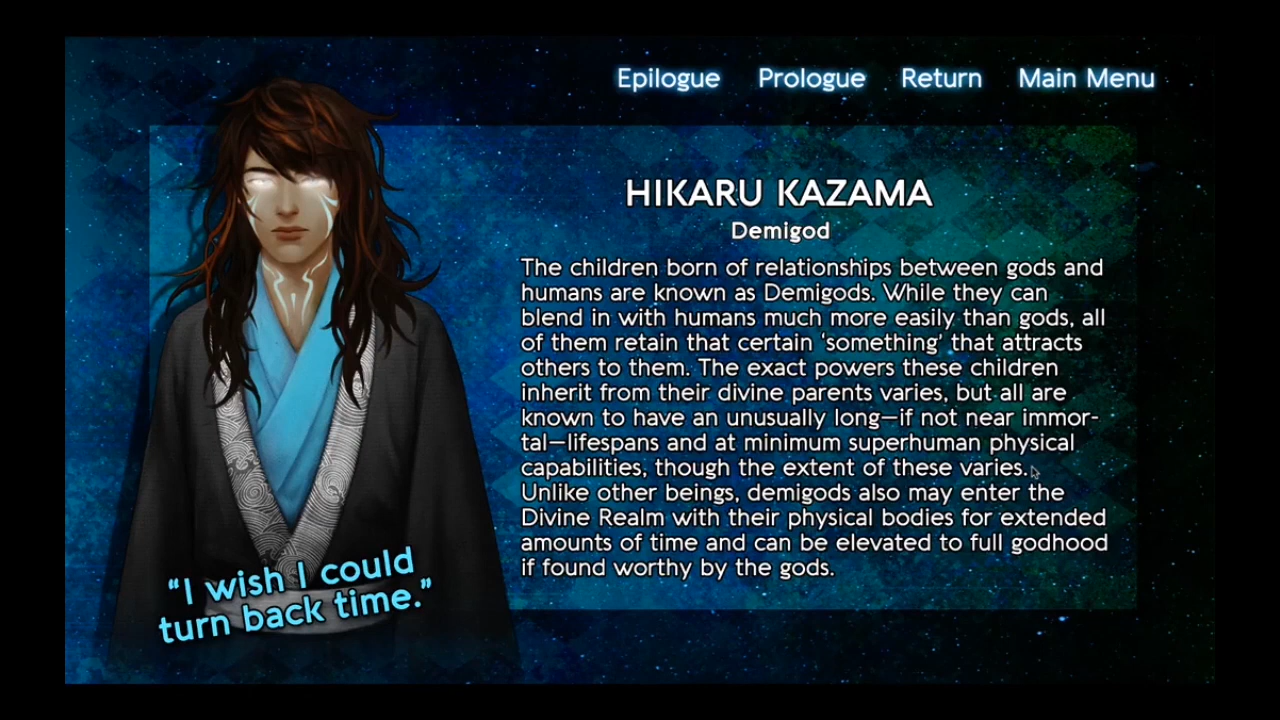 Epilogue Prologue Return Main Menu
HIKARU KAZAMA
Demigod
The children born of relationships between gods and
humans are known as Demigods. While they can
blend in with humans much more easily than gods, all
of them retain that certain 'something' that attracts
others to them. The exact powers these children
inherit from their divine parents varies, but all are
known to have an unusually long—if not near immor-
tal—lifespans and at minimum superhuman physical
capabilities, though the extent of these varies.
Unlike other beings, demigods also may enter the
Divine Realm with their physical bodies for extended
amounts of time and can be elevated to full godhood
if found worthy by the gods.
“I wish I could
turn back time.”